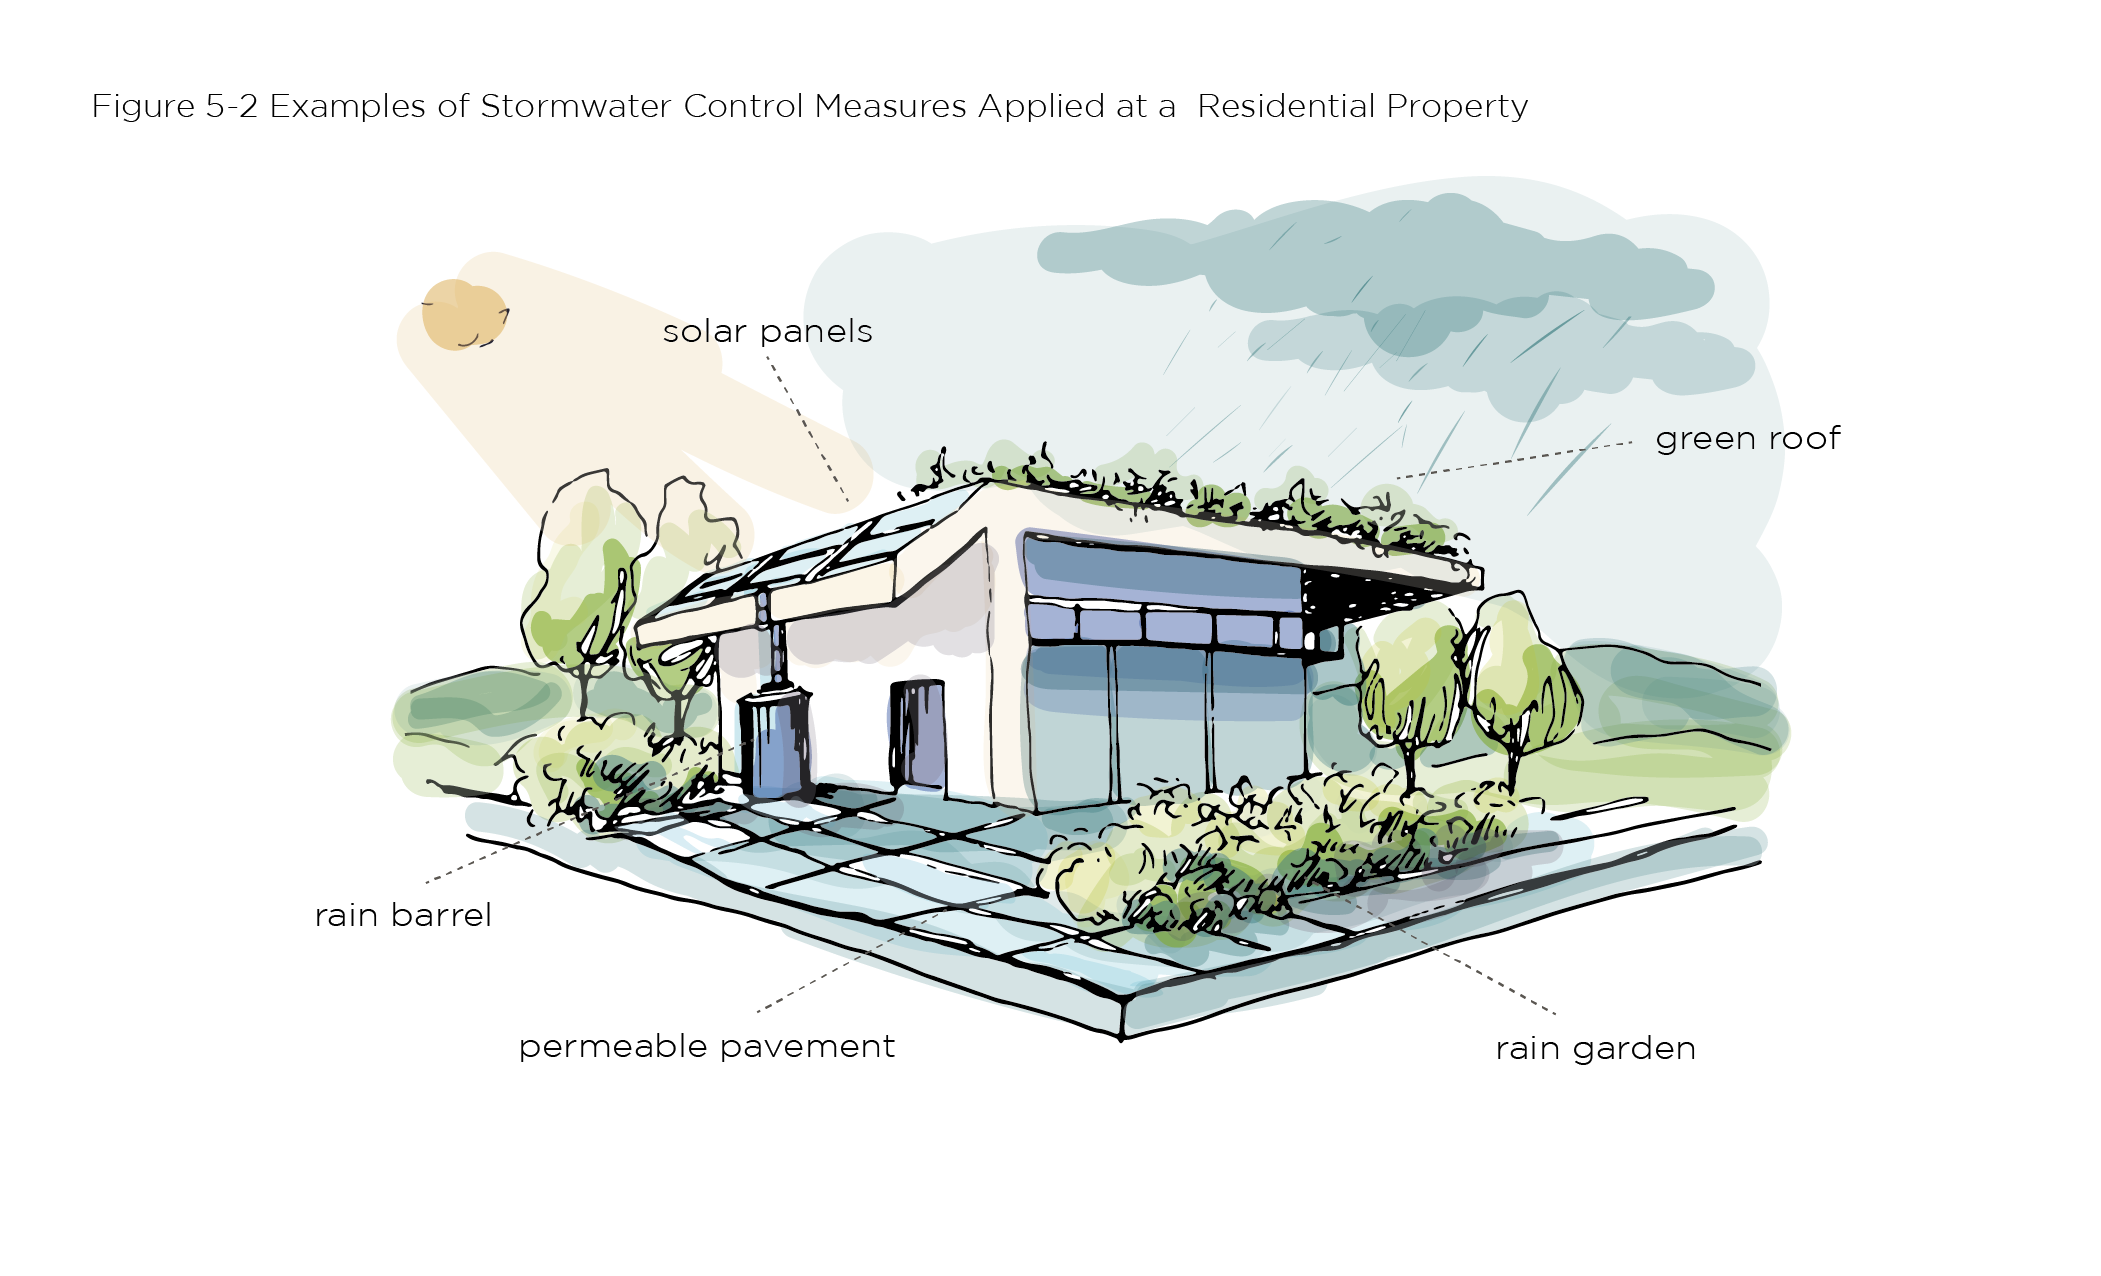 Figure 5-2 Examples of Stormwater Control Measures Applied at a  Residential Property
solar panels
green roof
rain barrel
permeable pavement
rain garden